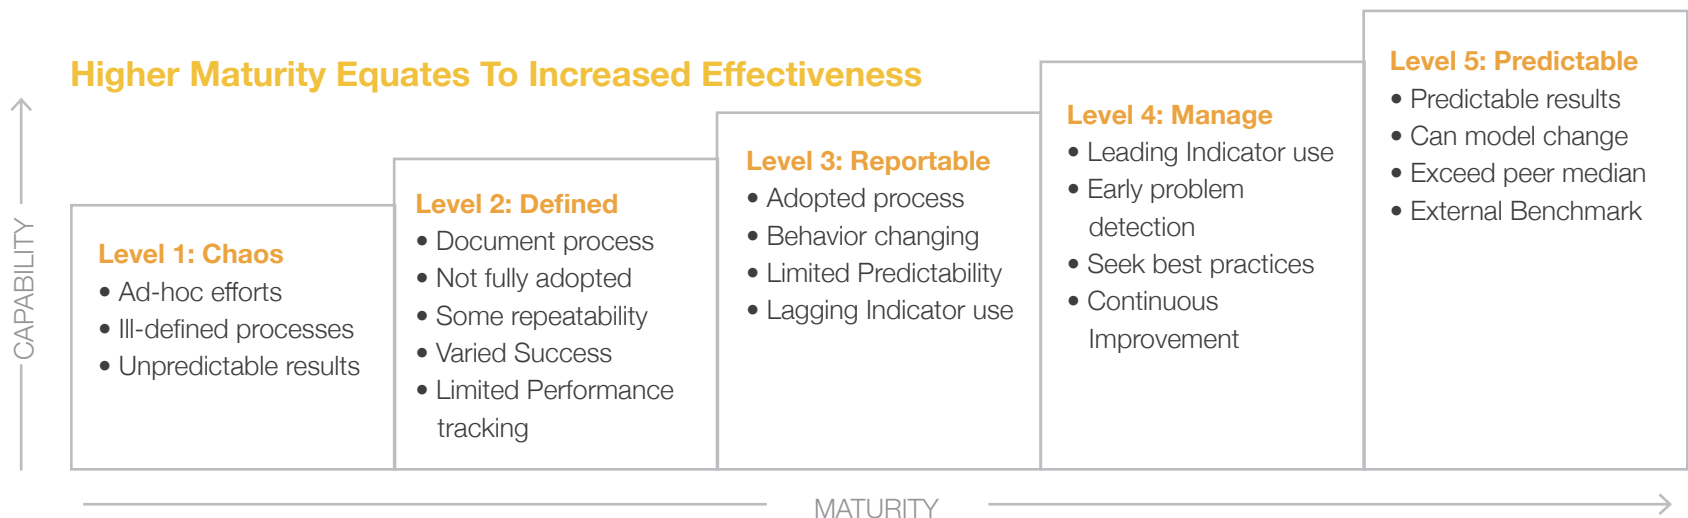 Higher Maturity Equates To Increased Effectiveness
CAPABILITY
Level 1: Chaos
• Ad-hoc efforts
• Ill-defined processes
• Unpredictable results
Level 2: Defined
• Document process
• Not fully adopted
• Some repeatability
• Varied Success
• Limited Performance
tracking
Level 3: Reportable
• Adopted process
• Behavior changing
• Limited Predictability
• Lagging Indicator use
Level 4: Manage
• Leading Indicator use
• Early problem
detection
• Seek best practices
• Continuous
Improvement
Level 5: Predictable
• Predictable results
• Can model change
• Exceed peer median
• External Benchmark
MATURITY